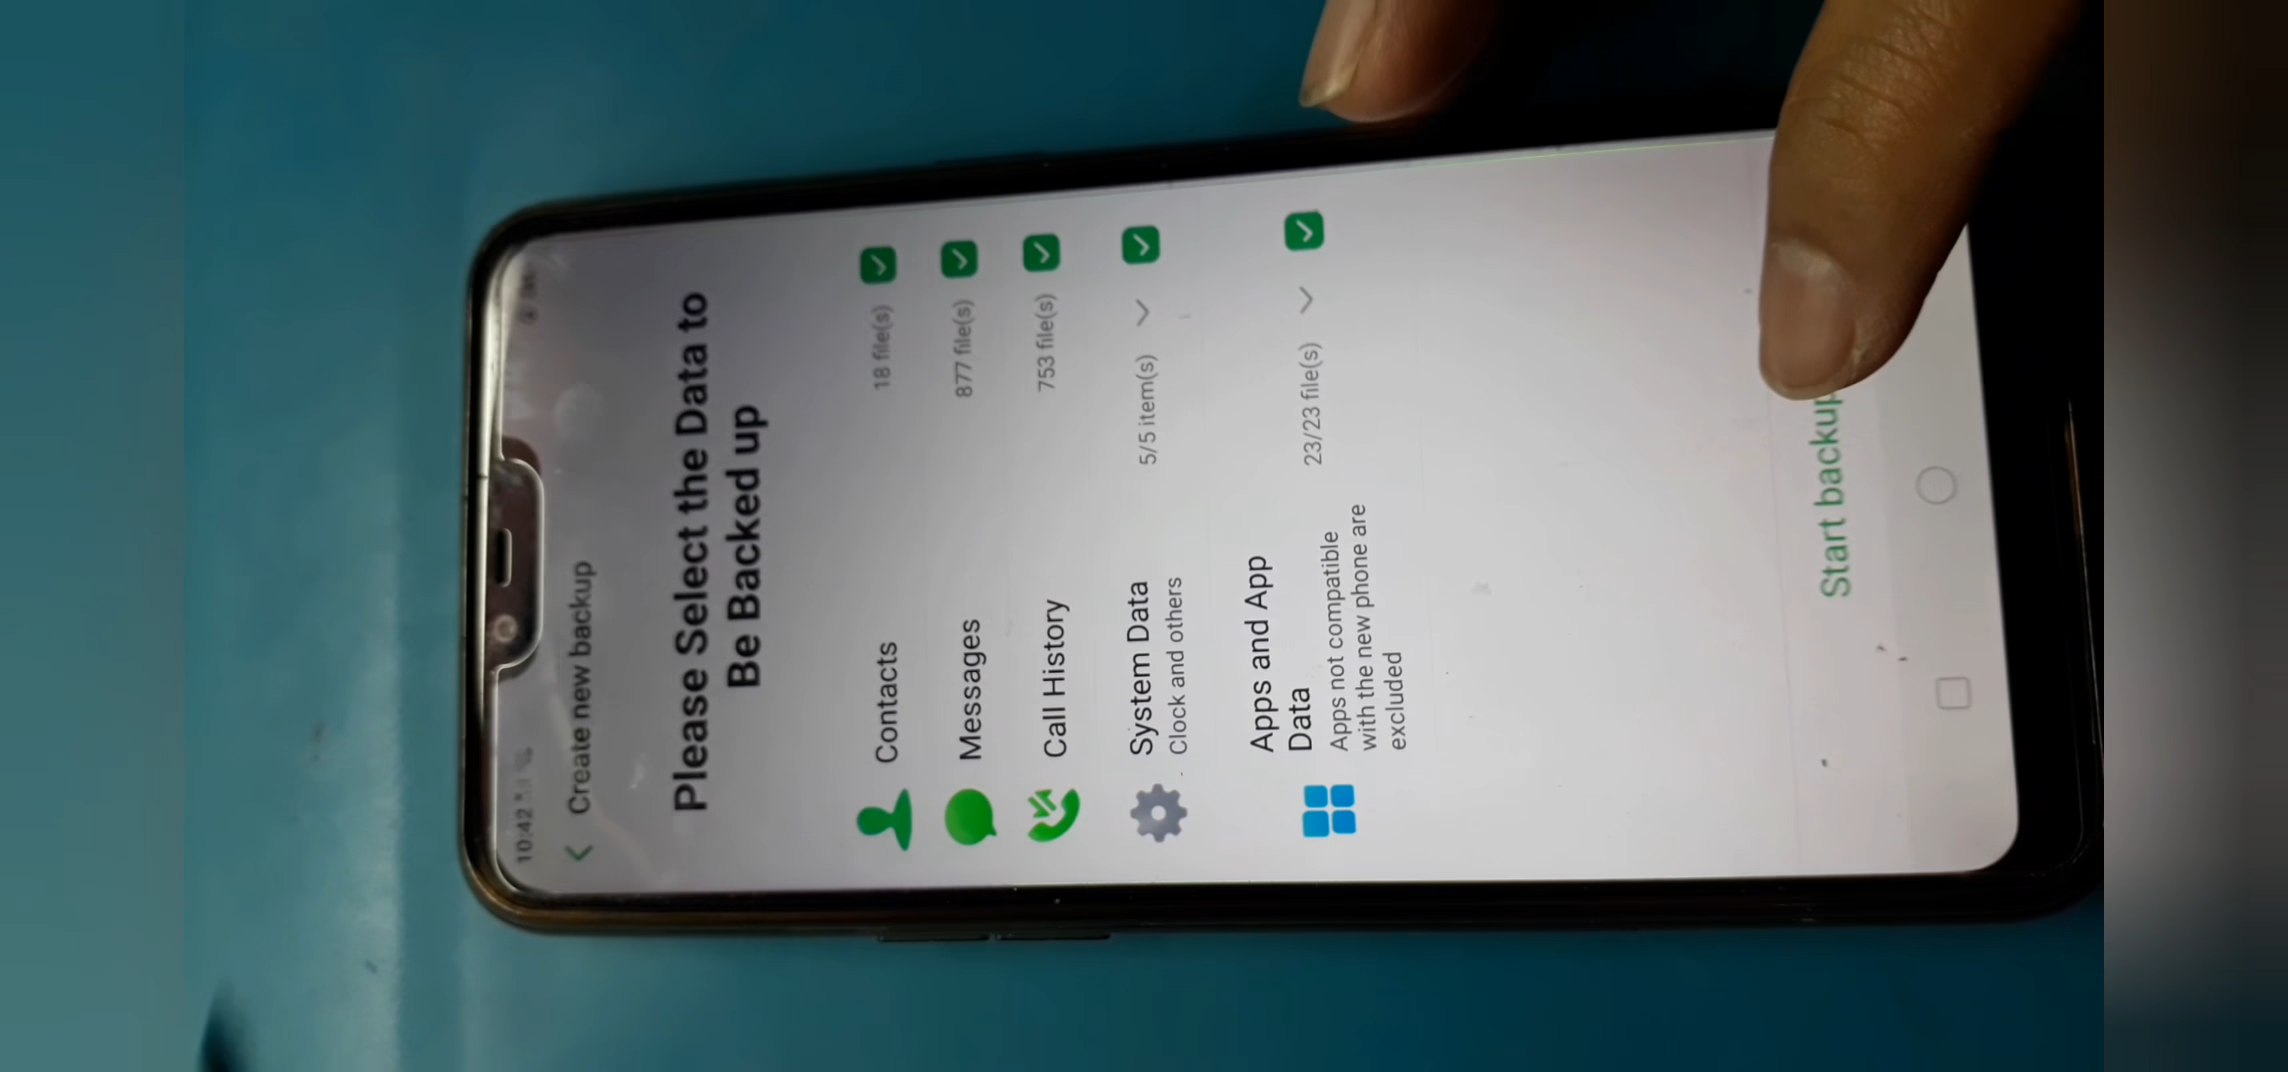 10:42
Create new backup
Please Select the Data to
Be Backed up
Contacts 18 file(s)
Messages 877 file(s)
Call History 753 file(s)
System Data 5/5 item(s)
Clock and others
Apps and App
Data 23/23 file(s)
Apps not compatible
with the new phone are
excluded
Start backup